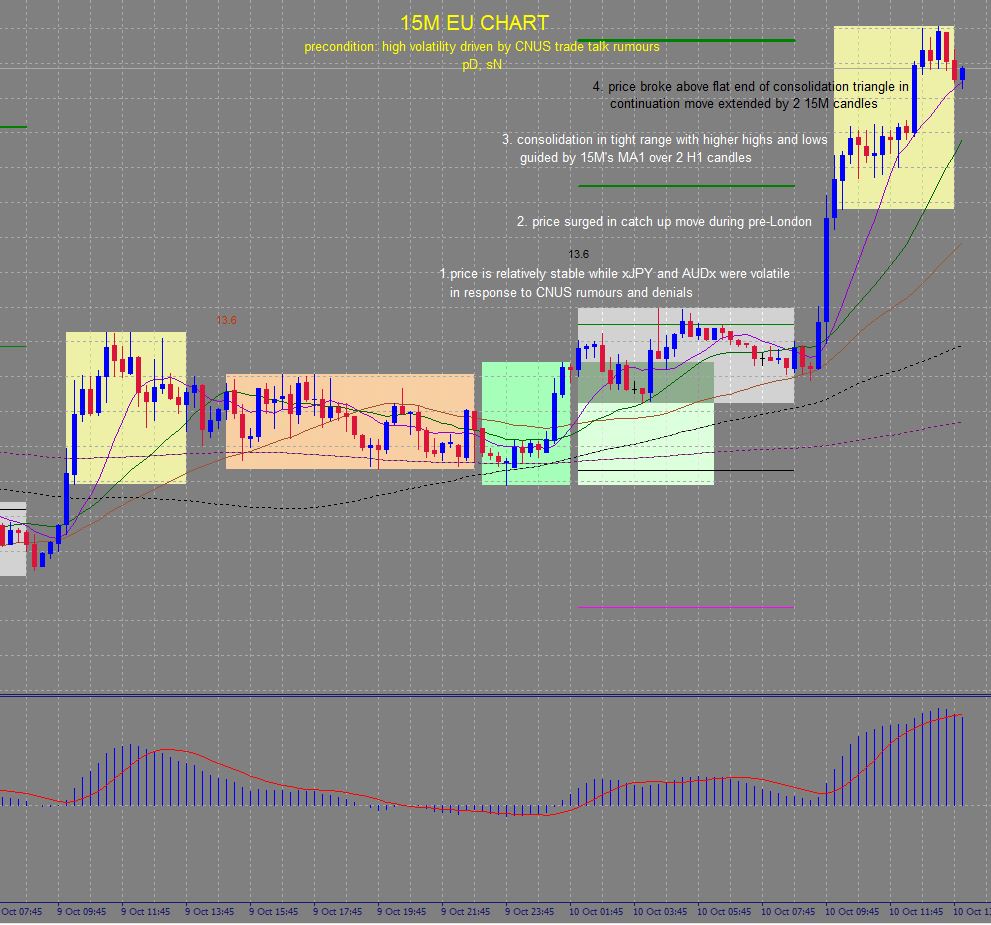 15M EU CHART
precondition: high volatility driven by CNUS trade talk rumours
pD, sN
4. price broke above flat end of consolidation triangle in
continuation move extended by 2 15M candles
3. consolidation in tight range with higher highs and lows
guided by 15M's MA1 over 2 H1 candles
2. price surged in catch up move during pre-London
13.6
1.price is relatively stable while xJPY and AUDx were volatile
in response to CNUS rumours and denials
13.6
Oct 07:45 9 Oct 09:45 9 Oct 11:45 9 Oct 13:45 9 Oct 15:45 9 Oct 17:45 9 Oct 19:45 9 Oct 21:45 9 Oct 23:45 10 Oct 01:45 10 Oct 03:45 10 Oct 05:45 10 Oct 07:45 10 Oct 09:45 10 Oct 11:45 10 Oct